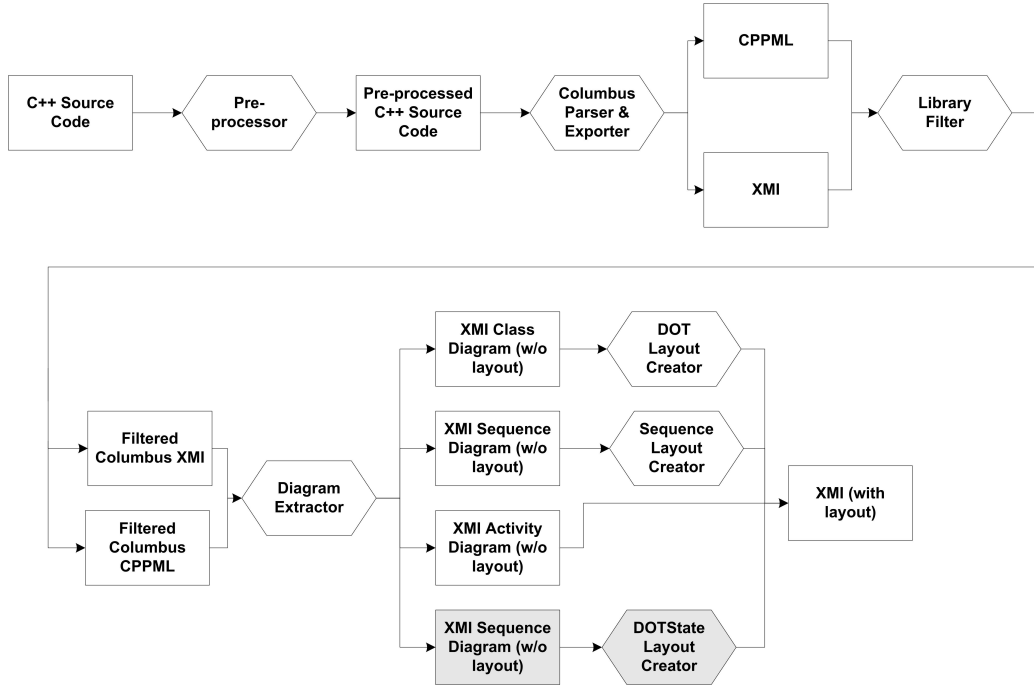 C++ Source
Code
Pre-
processor
Pre-processed
C++ Source
Code
Columbus
Parser &
Exporter
CPPML
XMI
Library
Filter
Filtered
Columbus XMI
Filtered
Columbus
CPPML
Diagram
Extractor
XMI Class
Diagram (w/o
layout)
DOT
Layout
Creator
XMI Sequence
Diagram (w/o
layout)
Sequence
Layout
Creator
XMI Activity
Diagram (w/o
layout)
XMI Sequence
Diagram (w/o
layout)
DOTState
Layout
Creator
XMI (with
layout)